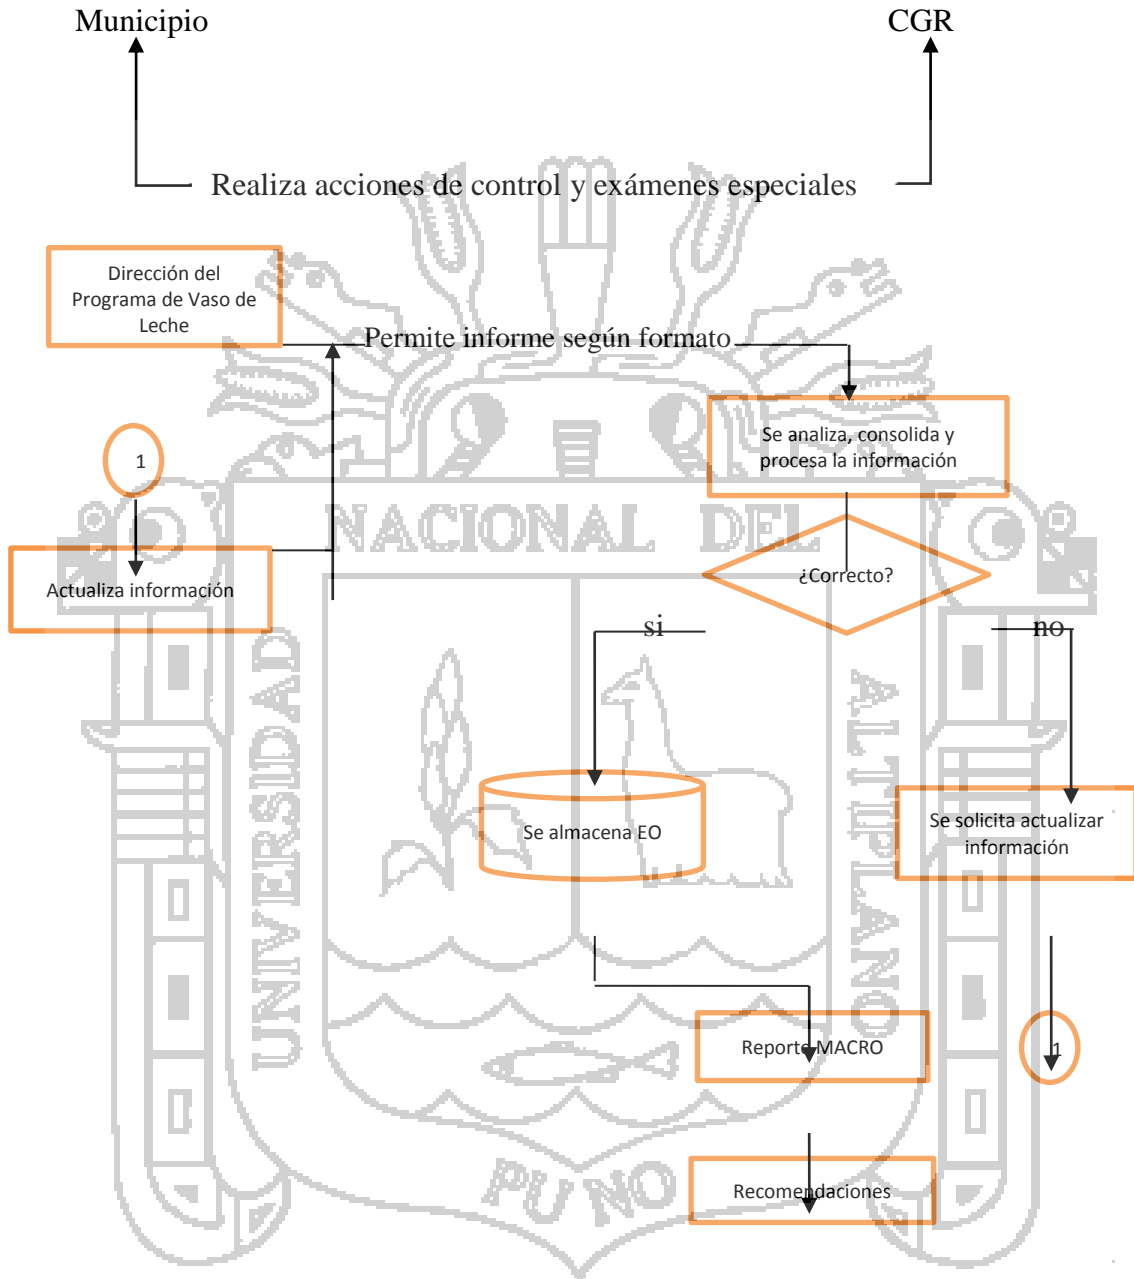 Municipio
CGR
Realiza acciones de control y exámenes especiales
Dirección del
Programa de Vaso de
Leche
Permite informe según formato
Se analiza, consolida y
procesa la información
1
NACIONAL DEL
¿Correcto?
Actualiza información
si
no
UNIVERSIDAD
ALTIPLANO
Se almacena EO
Se solicita actualizar
información
Reporte MACRO
1
PUNO
Recomendaciones